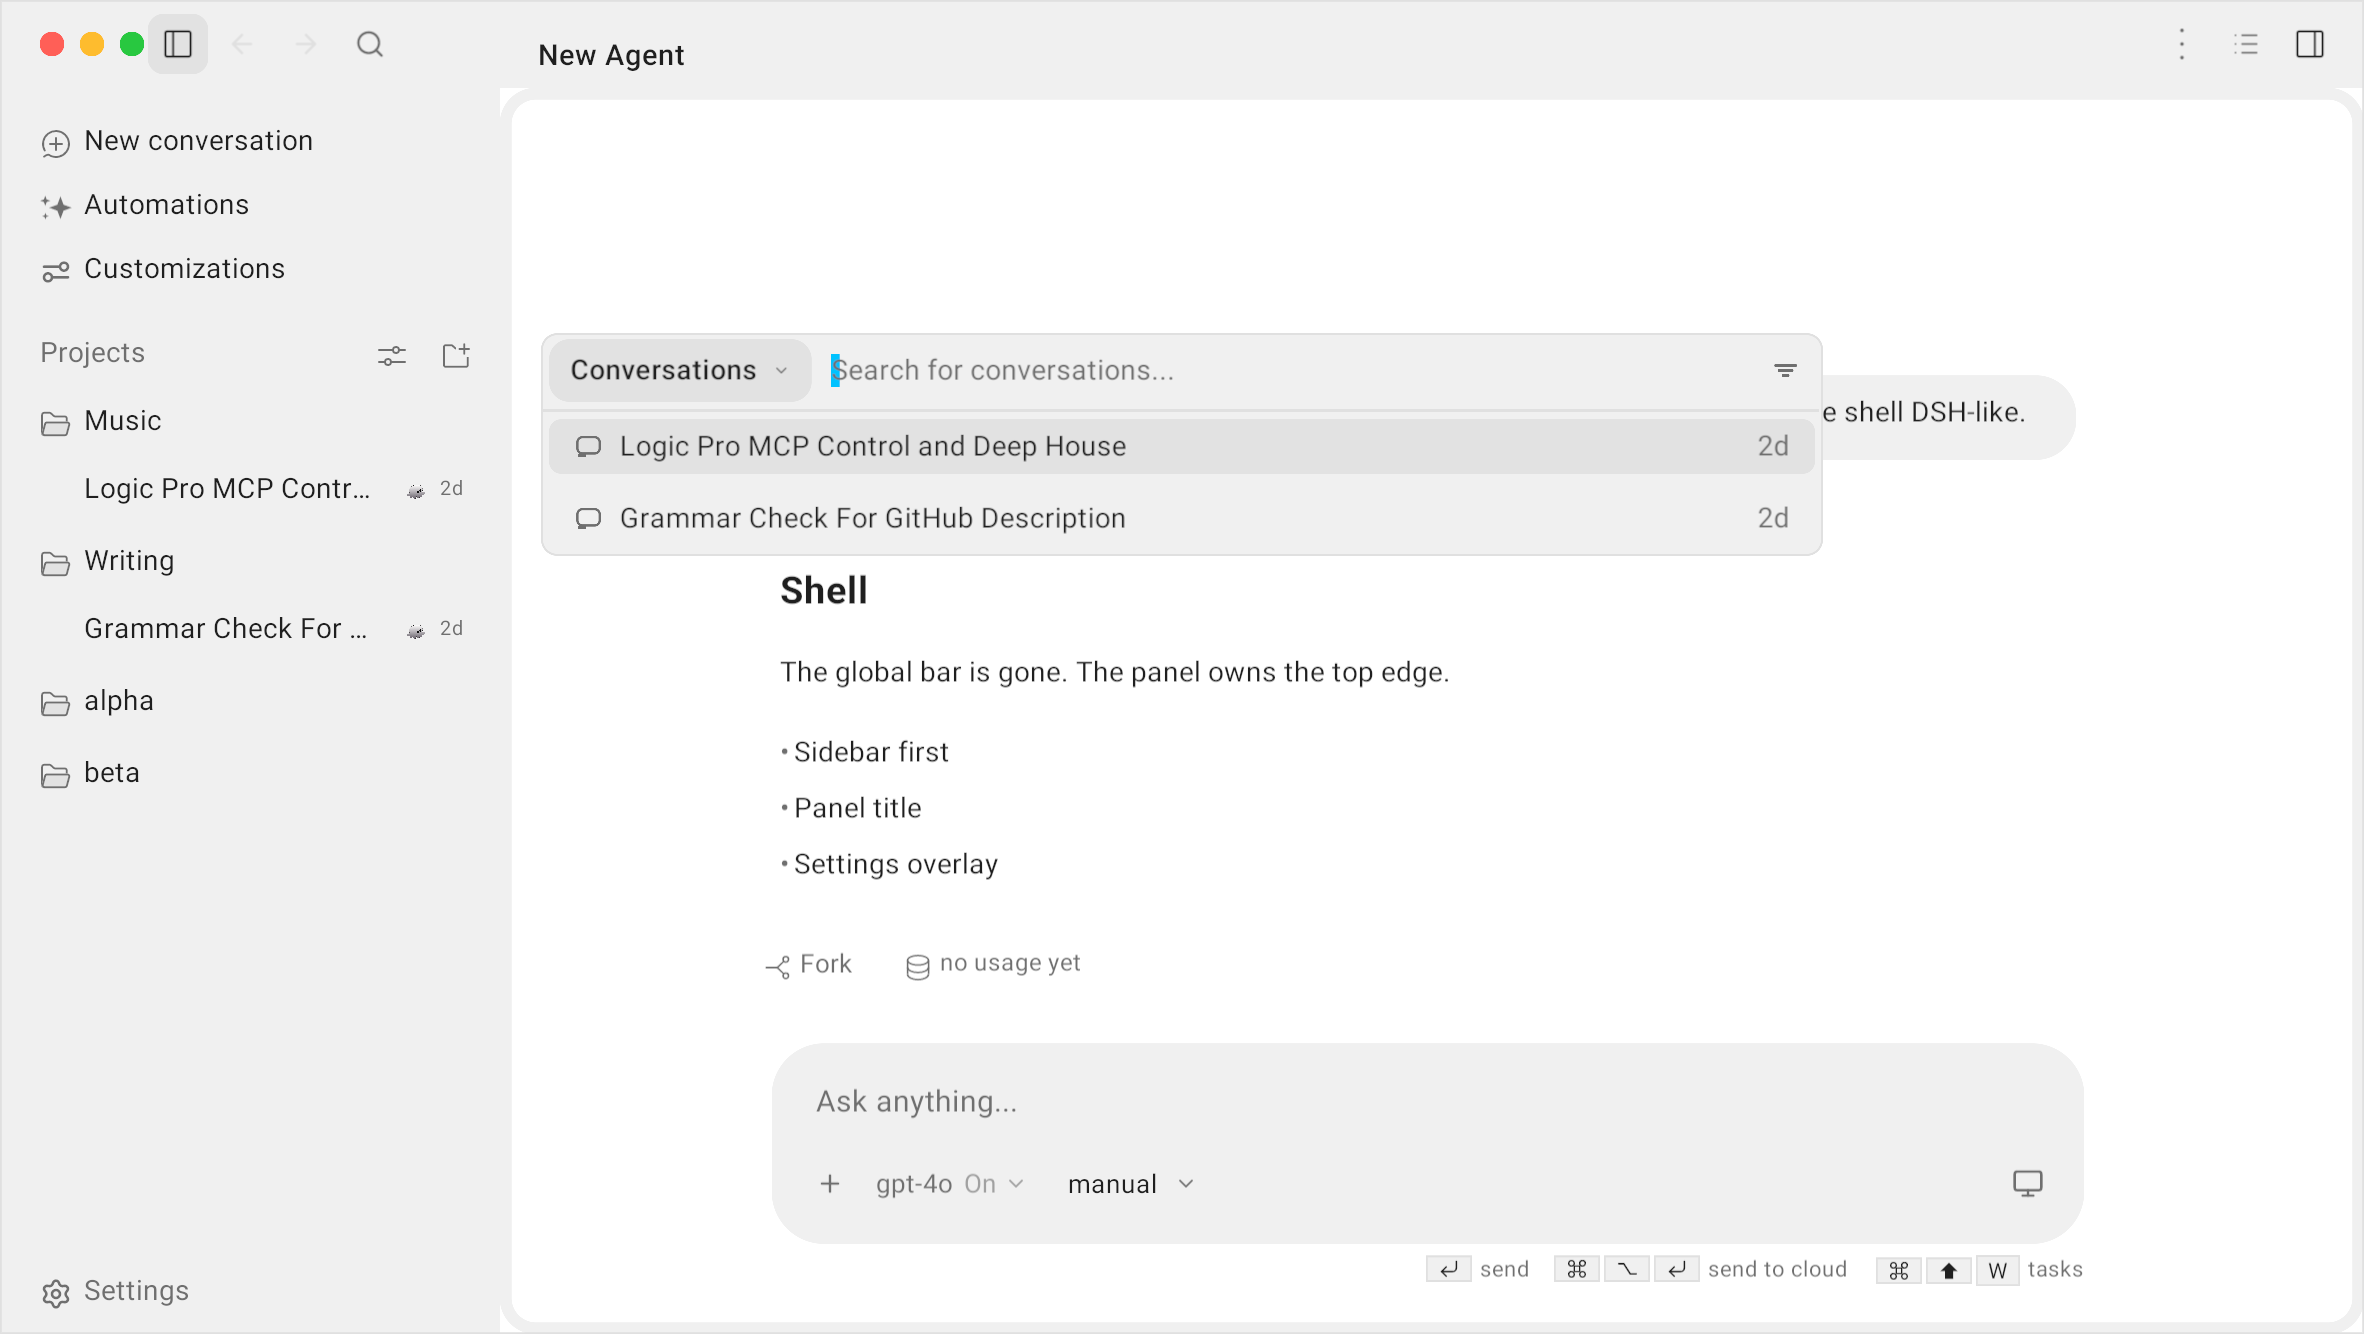 New Agent
New conversation
Automations
Customizations
Projects
Music
Logic Pro MCP Contr... 2d
Writing
Grammar Check For ... 2d
alpha
beta
Settings
Conversations Search for conversations...
Logic Pro MCP Control and Deep House 2d
Grammar Check For GitHub Description 2d
e shell DSH-like.
Shell
The global bar is gone. The panel owns the top edge.
• Sidebar first
• Panel title
• Settings overlay
Fork no usage yet
Ask anything...
gpt-4o On manual
send ⌘ ⌥ send to cloud ⌘ W tasks